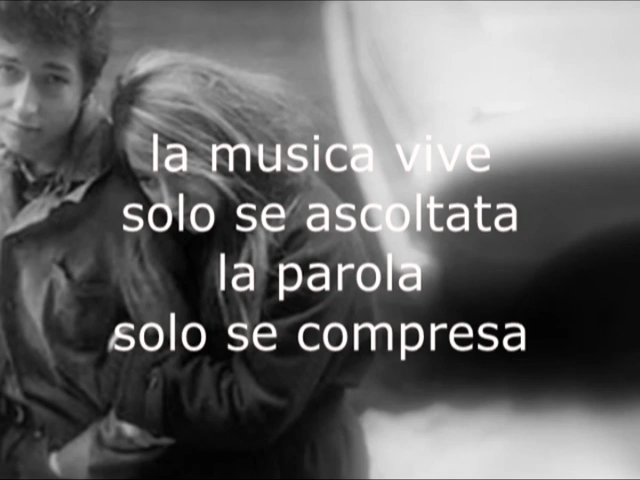 la musica vive
solo se ascoltata
la parola
solo se compresa